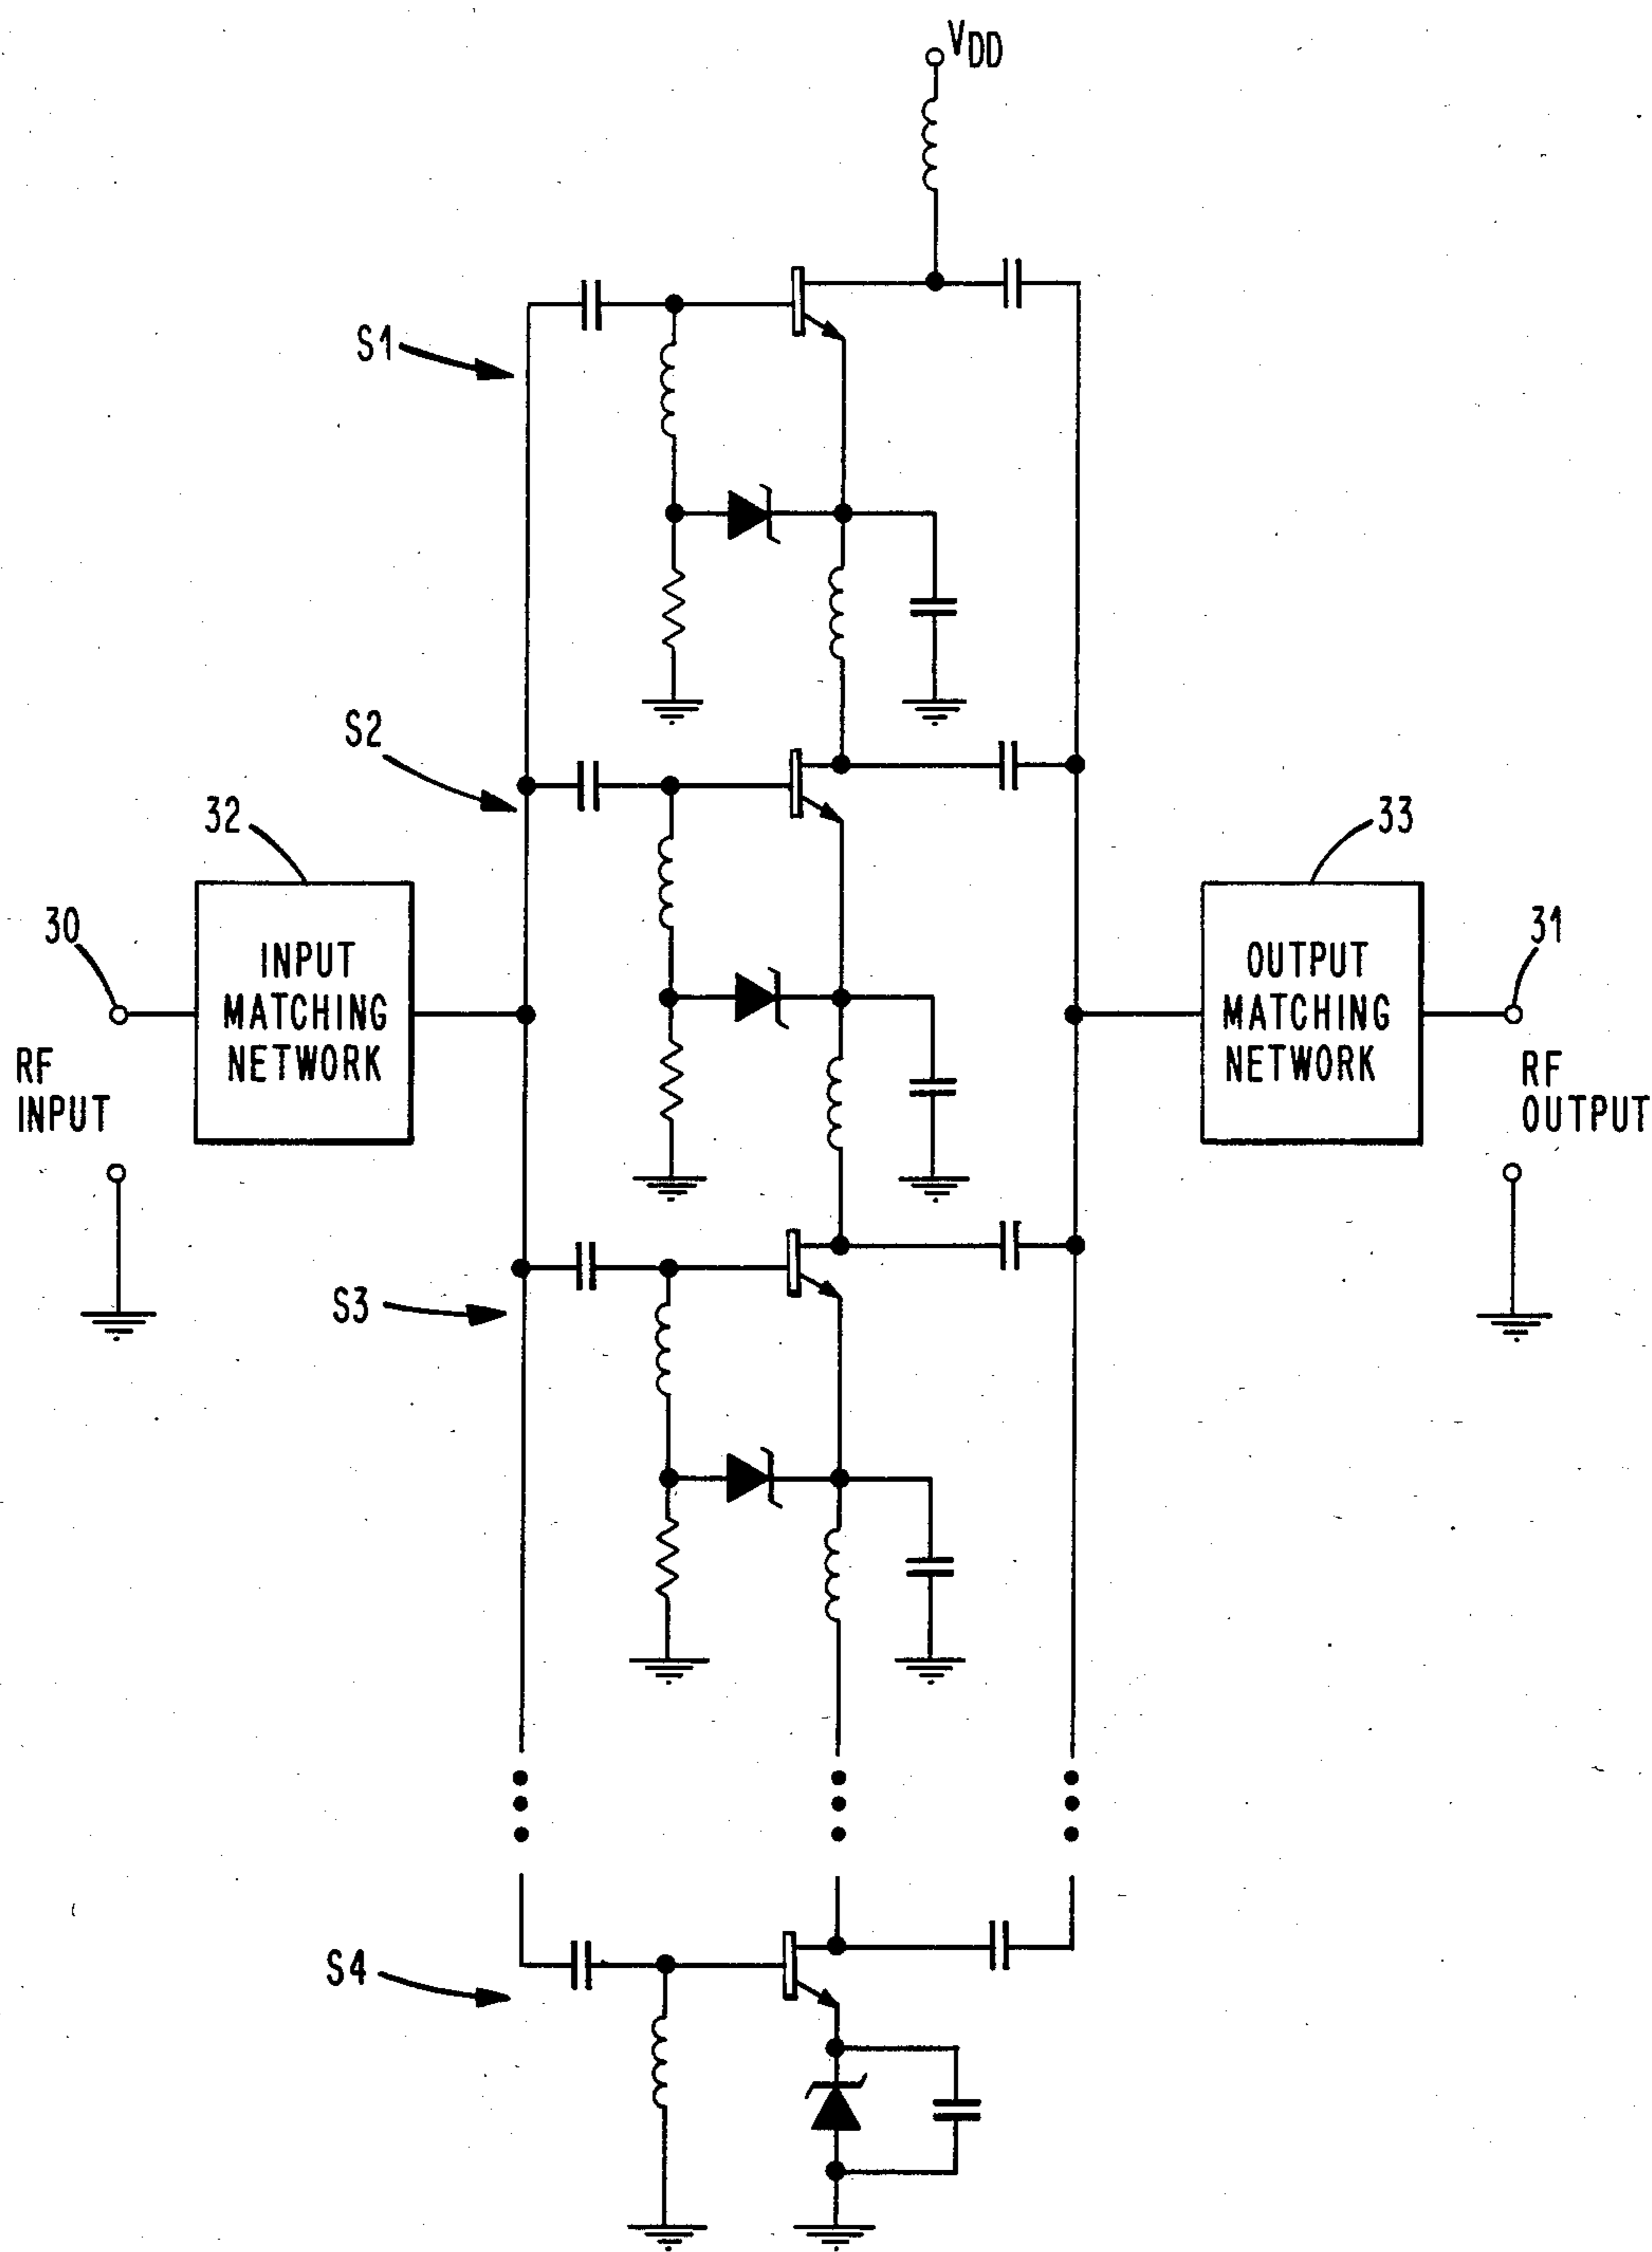 VDD
S1
S2
32
33
30
31
INPUT
MATCHING
NETWORK
OUTPUT
MATCHING
NETWORK
RF
INPUT
RF
OUTPUT
S3
S4